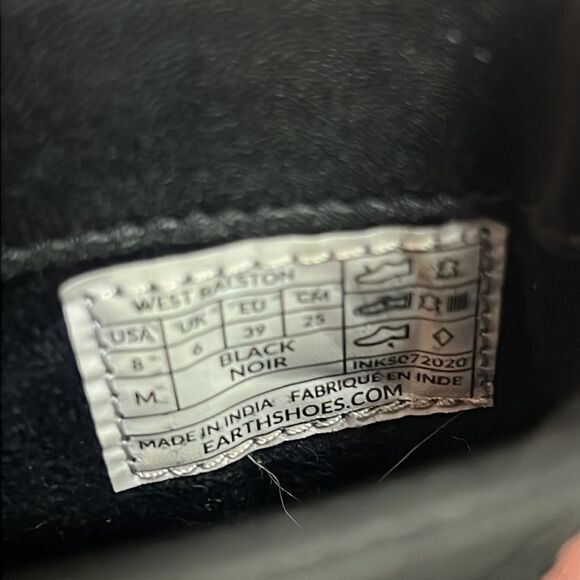 WEST RALSTON
USA UK EU CM
8 6 39 25
M BLACK
NOIR
INKS072020
MADE IN INDIA FABRIQUÉ EN INDE
EARTHSHOES.COM